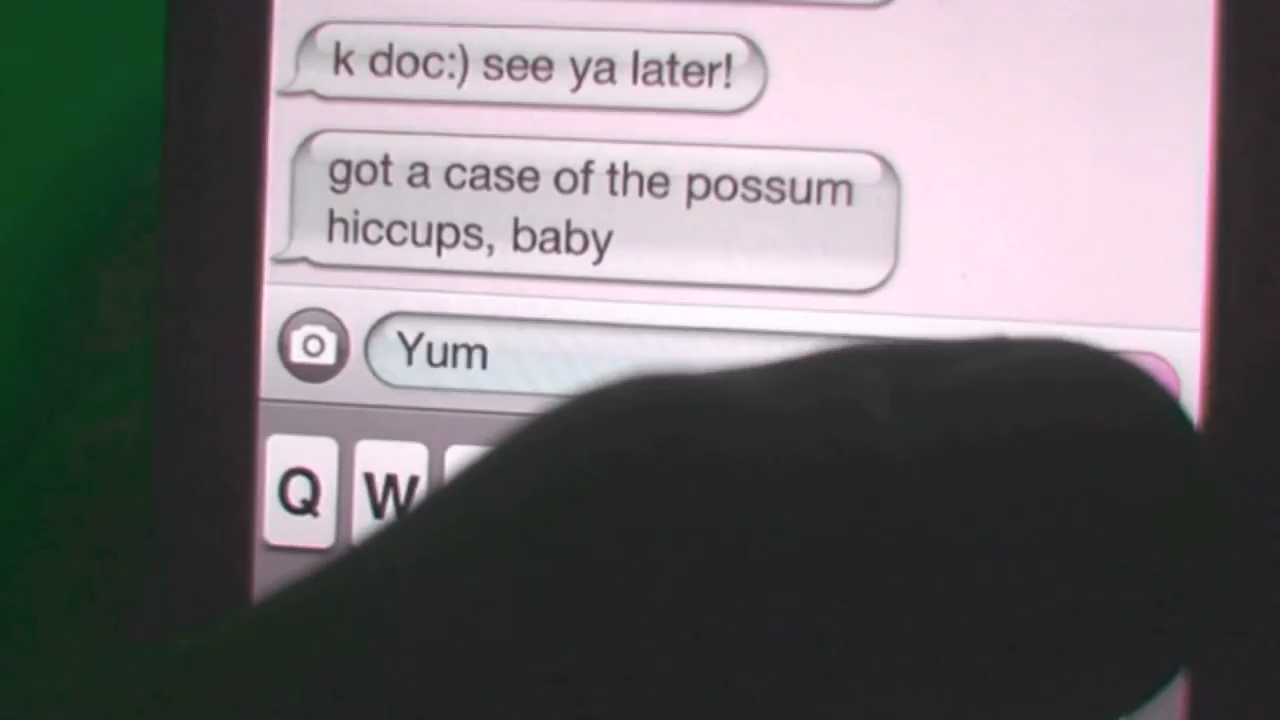 k doc:) see ya later!
got a case of the possum
hiccups, baby
Yum
Q W